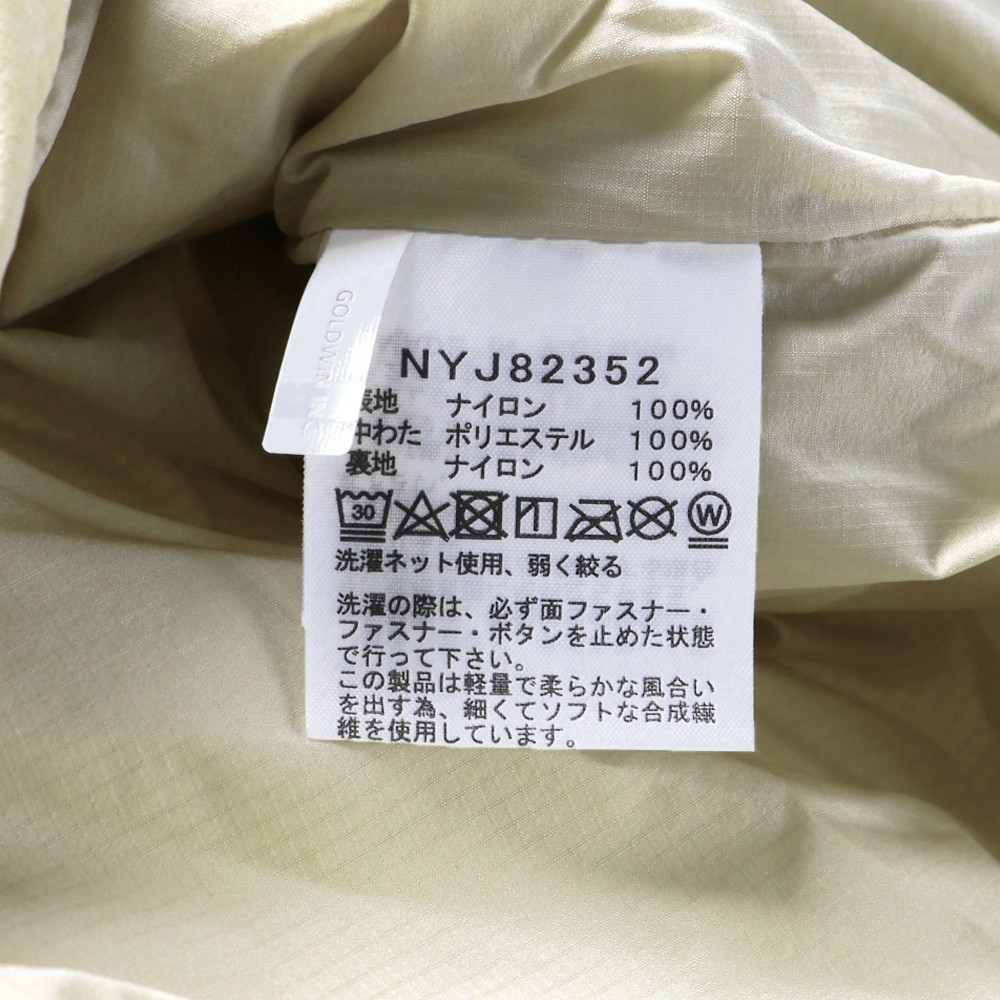 GOLDWIN INC
NYJ82352
表地 ナイロン 100%
中わた ポリエステル 100%
裏地 ナイロン 100%
30 W
洗濯ネット使用、弱く絞る
洗濯の際は、必ず面ファスナー・
ファスナー・ボタンを止めた状態
で行って下さい。
この製品は軽量で柔らかな風合い
を出す為、細くてソフトな合成繊
維を使用しています。